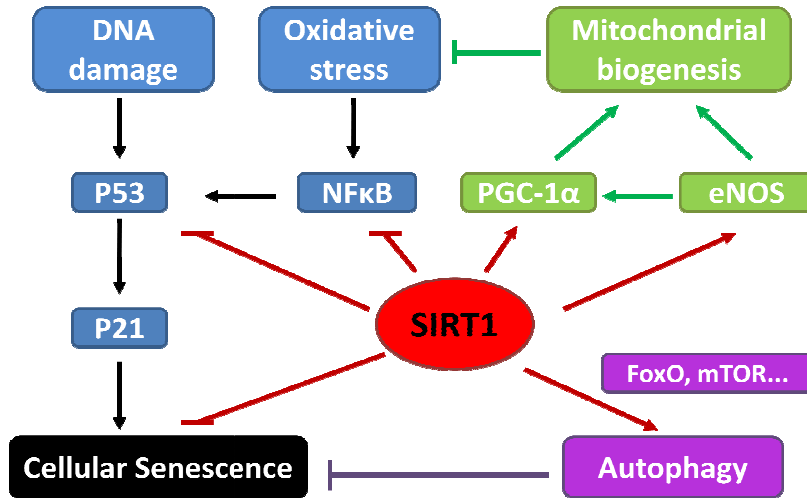 DNA
damage
Oxidative
stress
Mitochondrial
biogenesis
P53
NFκB
PGC-1α
eNOS
SIRT1
P21
FoxO, mTOR...
Cellular Senescence
Autophagy